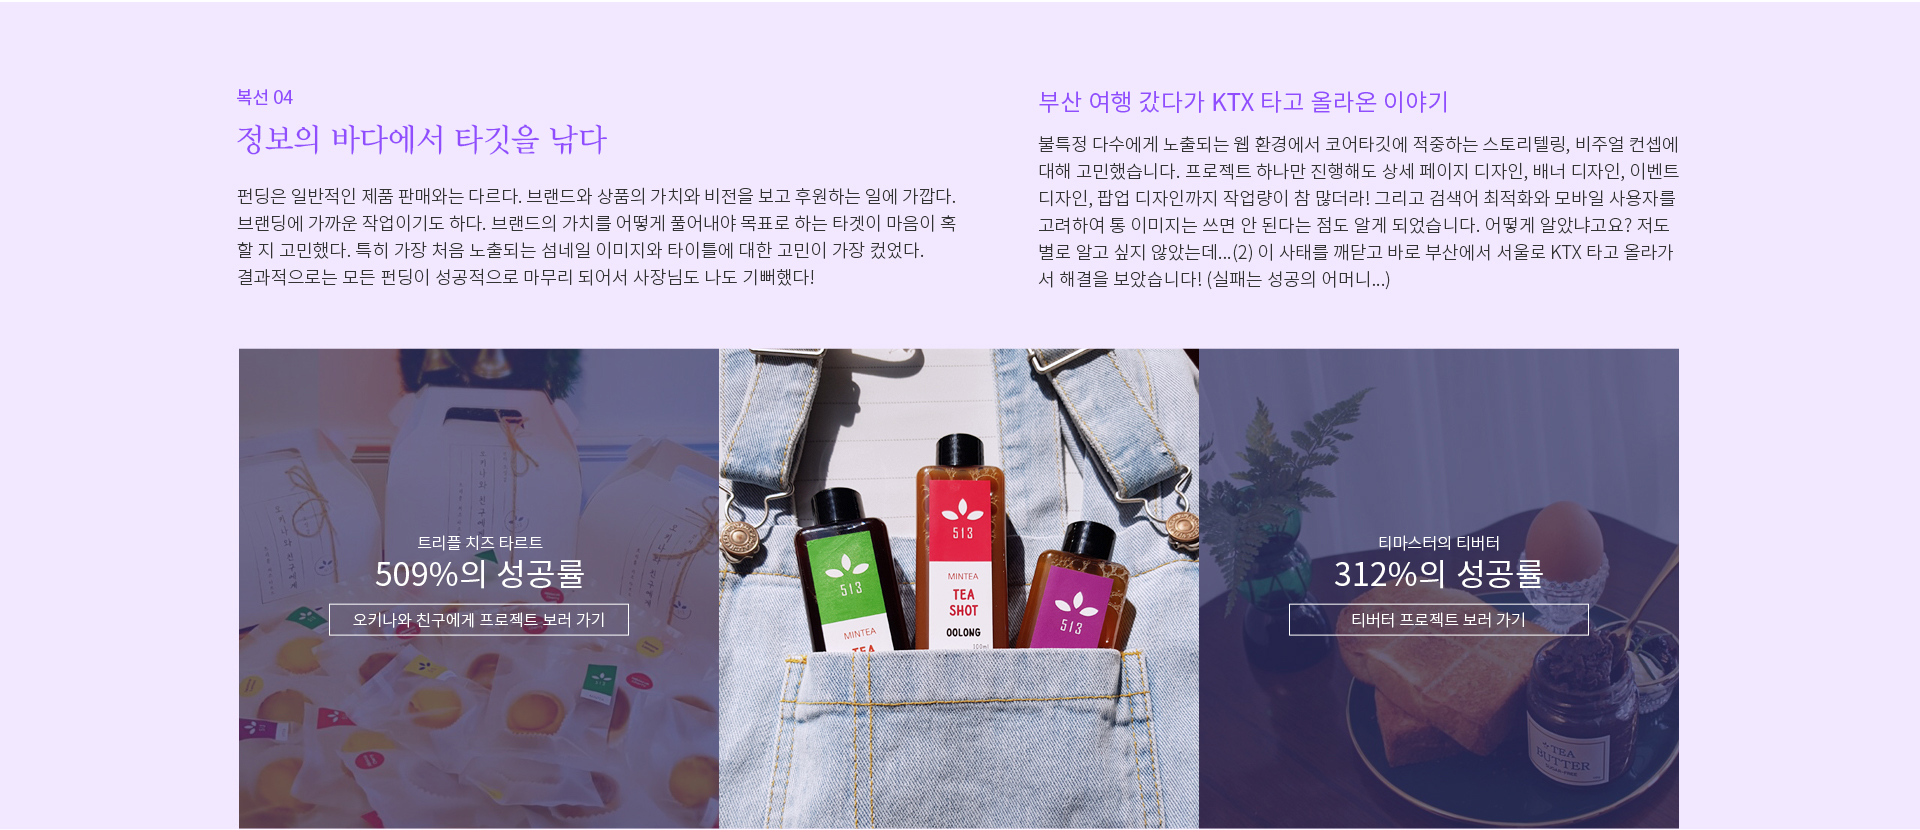 복선 04
정보의 바다에서 타깃을 낚다
펀딩은 일반적인 제품 판매와는 다르다. 브랜드와 상품의 가치와 비전을 보고 후원하는 일에 가깝다.
브랜딩에 가까운 작업이기도 하다. 브랜드의 가치를 어떻게 풀어내야 목표로 하는 타겟이 마음이 혹
할 지 고민했다. 특히 가장 처음 노출되는 섬네일 이미지와 타이틀에 대한 고민이 가장 컸었다.
결과적으로는 모든 펀딩이 성공적으로 마무리 되어서 사장님도 나도 기뻐했다!
부산 여행 갔다가 KTX 타고 올라온 이야기
불특정 다수에게 노출되는 웹 환경에서 코어타깃에 적중하는 스토리텔링, 비주얼 컨셉에
대해 고민했습니다. 프로젝트 하나만 진행해도 상세 페이지 디자인, 배너 디자인, 이벤트
디자인, 팝업 디자인까지 작업량이 참 많더라! 그리고 검색어 최적화와 모바일 사용자를
고려하여 통 이미지는 쓰면 안 된다는 점도 알게 되었습니다. 어떻게 알았냐고요? 저도
별로 알고 싶지 않았는데...(2) 이 사태를 깨닫고 바로 부산에서 서울로 KTX 타고 올라가
서 해결을 보았습니다! (실패는 성공의 어머니...)
오키나와 친구에게
트리플 치즈 타르트
509%의 성공률
오키나와 친구에게 프로젝트 보러 가기
513
513
MINTEA
TEA
513
MINTEA
TEA
SHOT
OOLONG
513
티마스터의 티버터
312%의 성공률
티버터 프로젝트 보러 가기
TEA
BUTTER